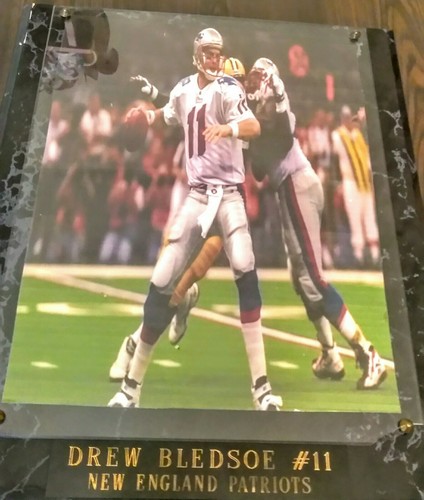 11
DREW BLEDSOE #11
NEW ENGLAND PATRIOTS